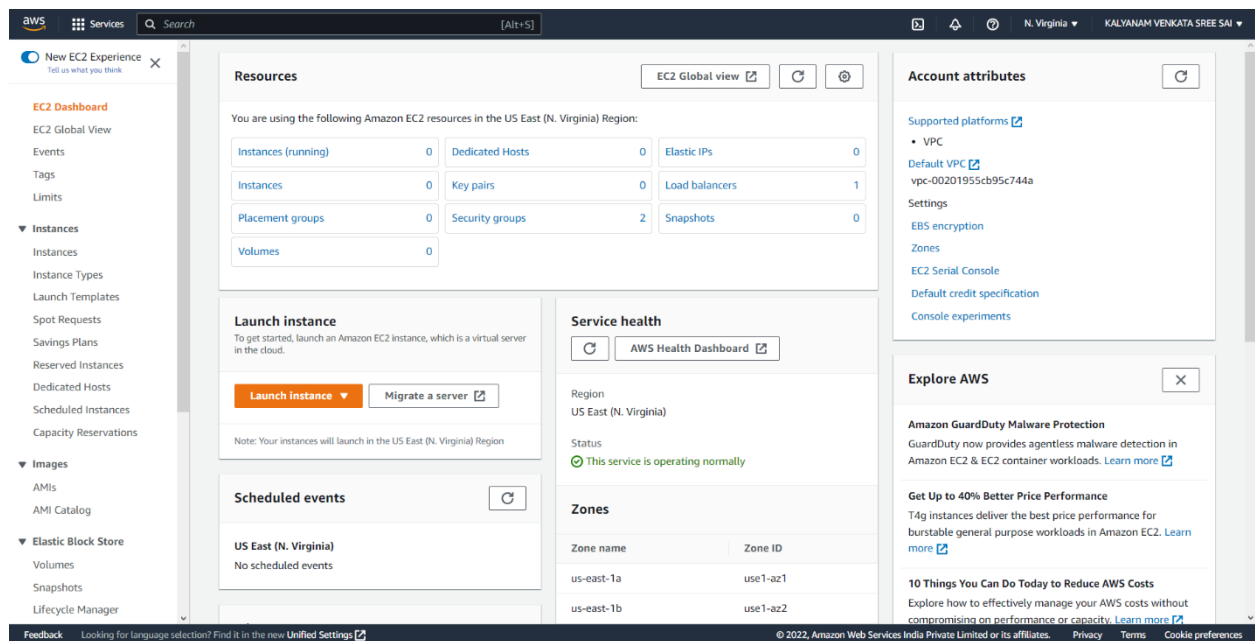 aws
Services
Search
[Alt+S]
N. Virginia
KALYANAM VENKATA SREE SAI
New EC2 Experience
Tell us what you think
EC2 Dashboard
EC2 Global View
Events
Tags
Limits
Instances
Instances
Instance Types
Launch Templates
Spot Requests
Savings Plans
Reserved Instances
Dedicated Hosts
Scheduled Instances
Capacity Reservations
Images
AMIs
AMI Catalog
Elastic Block Store
Volumes
Snapshots
Lifecycle Manager
Resources
EC2 Global view
You are using the following Amazon EC2 resources in the US East (N. Virginia) Region:
Instances (running) 0 Dedicated Hosts 0 Elastic IPs 0
Instances 0 Key pairs 0 Load balancers 1
Placement groups 0 Security groups 2 Snapshots 0
Volumes 0
Launch instance
To get started, launch an Amazon EC2 instance, which is a virtual server
in the cloud.
Launch instance
Migrate a server
Note: Your instances will launch in the US East (N. Virginia) Region
Scheduled events
US East (N. Virginia)
No scheduled events
Service health
AWS Health Dashboard
Region
US East (N. Virginia)
Status
This service is operating normally
Zones
Zone name Zone ID
us-east-1a use1-az1
us-east-1b use1-az2
Account attributes
Supported platforms
• VPC
Default VPC
vpc-00201955cb95c744a
Settings
EBS encryption
Zones
EC2 Serial Console
Default credit specification
Console experiments
Explore AWS
Amazon GuardDuty Malware Protection
GuardDuty now provides agentless malware detection in
Amazon EC2 & EC2 container workloads. Learn more
Get Up to 40% Better Price Performance
T4g instances deliver the best price performance for
burstable general purpose workloads in Amazon EC2. Learn
more
10 Things You Can Do Today to Reduce AWS Costs
Explore how to effectively manage your AWS costs without
compromising on performance or capacity. Learn more
Feedback
Looking for language selection? Find it in the new Unified Settings
© 2022, Amazon Web Services India Private Limited or its affiliates.
Privacy
Terms
Cookie preferences